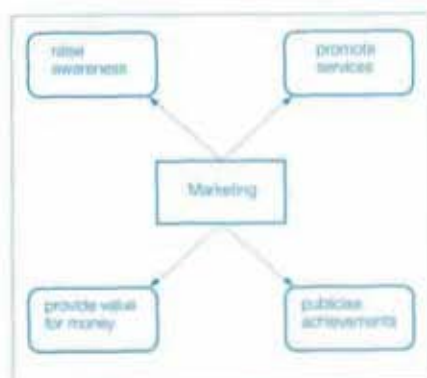 raise
awareness
promote
services
Marketing
provide value
for money
publicise
achievements